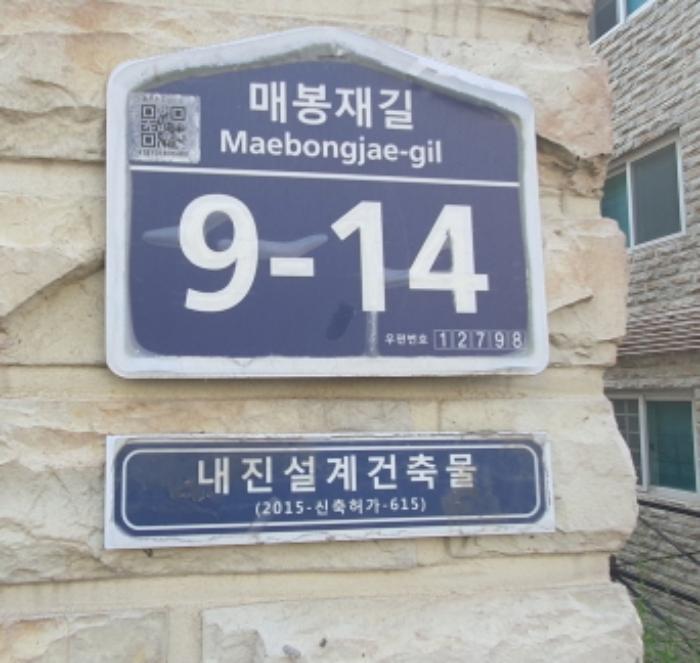 매봉재길
Maebongjae-gil
9-14
우편번호 12798
내진설계건축물
(2015-신축허가-615)